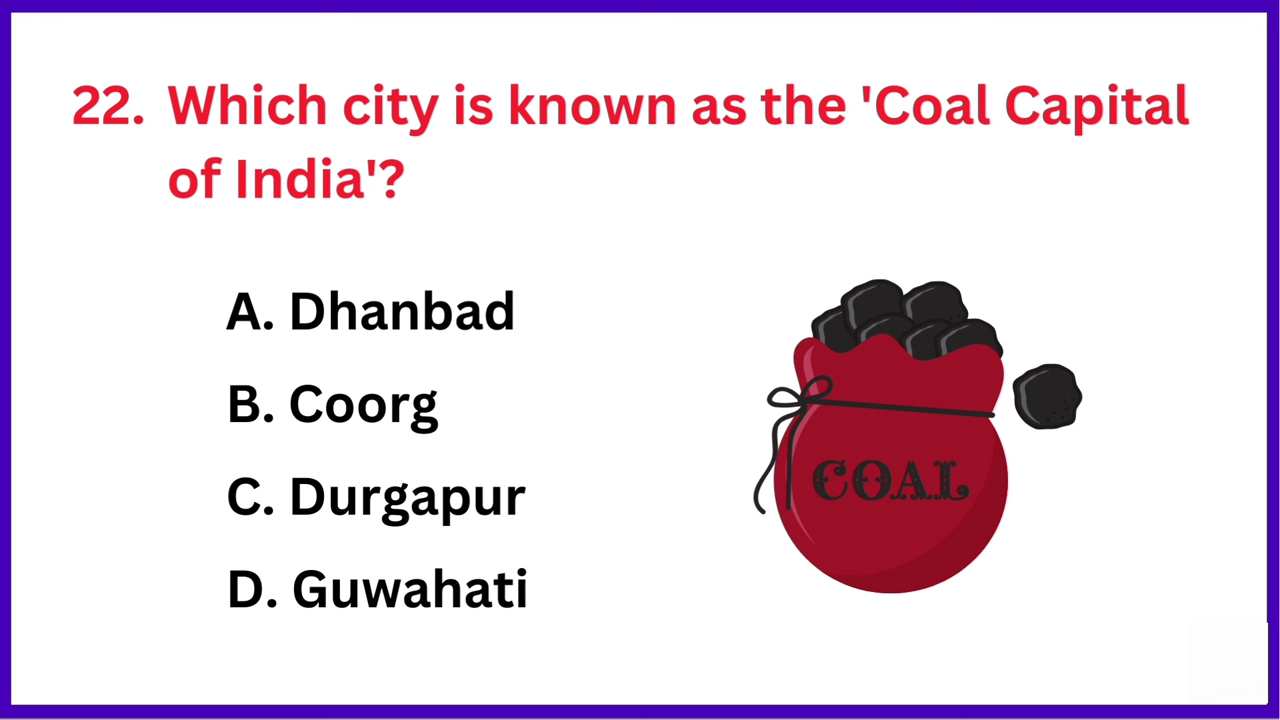 22. Which city is known as the 'Coal Capital
of India'?
A. Dhanbad
B. Coorg
C. Durgapur
D. Guwahati
COAL